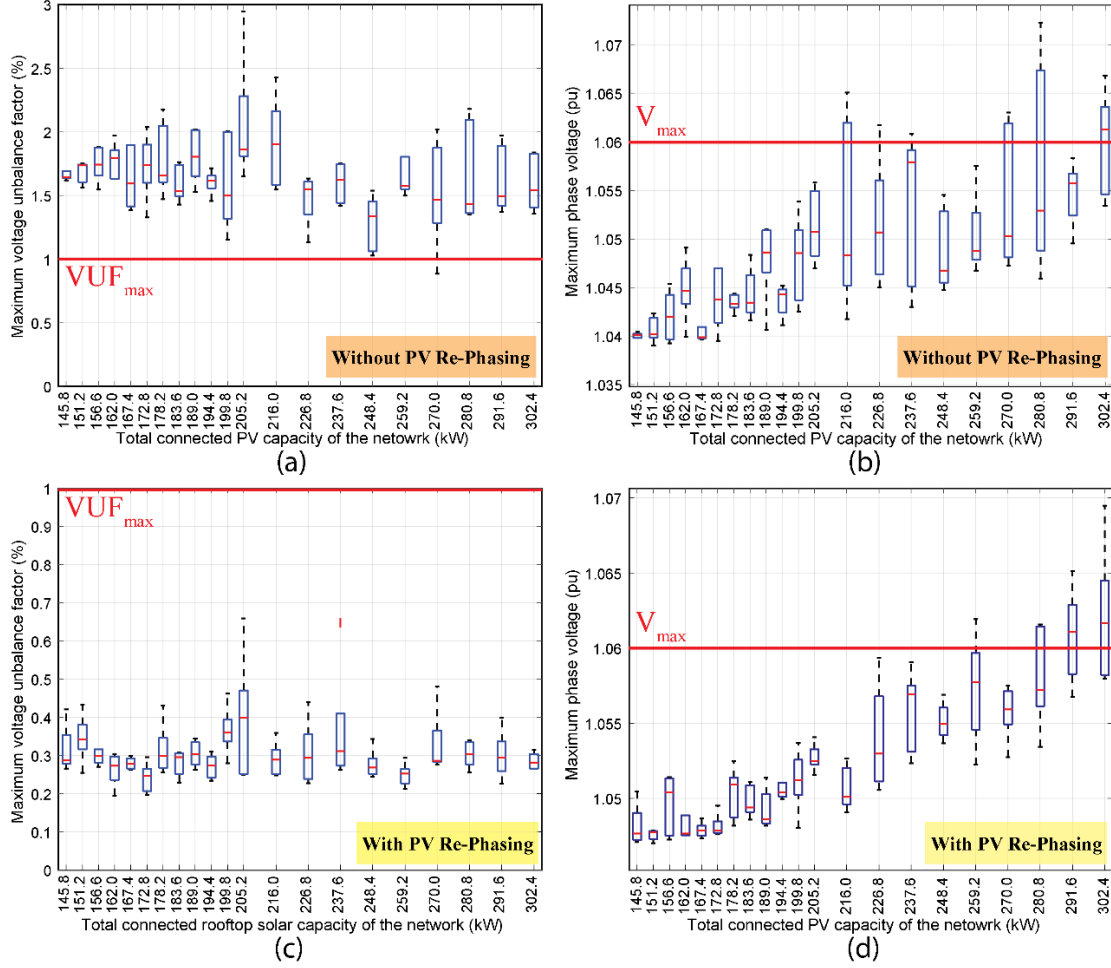 Maximum voltage unbalance factor (%)
3
2.5
2
1.5
1
0.5
0
VUFmax
Without PV Re-Phasing
145.8 151.2 156.6 162.0 167.4 172.8 178.2 183.6 189.0 194.4 199.8 205.2 216.0 226.8 237.6 248.4 259.2 270.0 280.8 291.6 302.4
Total connected PV capacity of the netowrk (kW)
(a)
Maximum phase voltage (pu)
1.07
1.065
1.06
1.055
1.05
1.045
1.04
1.035
Vmax
Without PV Re-Phasing
145.8 151.2 156.6 162.0 167.4 172.8 178.2 183.6 189.0 194.4 199.8 205.2 216.0 226.8 237.6 248.4 259.2 270.0 280.8 291.6 302.4
Total connected PV capacity of the netowrk (kW)
(b)
Maximum voltage unbalance factor (%)
1
0.9
0.8
0.7
0.6
0.5
0.4
0.3
0.2
0.1
0
VUFmax
With PV Re-Phasing
145.8 151.2 156.6 162.0 167.4 172.8 178.2 183.6 189.0 194.4 199.8 205.2 216.0 226.8 237.6 248.4 259.2 270.0 280.8 291.6 302.4
Total connected rooftop solar capacity of the network (kW)
(c)
Maximum phase voltage (pu)
1.07
1.065
1.06
1.055
1.05
Vmax
With PV Re-Phasing
145.8 151.2 156.6 162.0 167.4 172.8 178.2 183.6 189.0 194.4 199.8 205.2 216.0 226.8 237.6 248.4 259.2 270.0 280.8 291.6 302.4
Total connected PV capacity of the netowrk (kW)
(d)